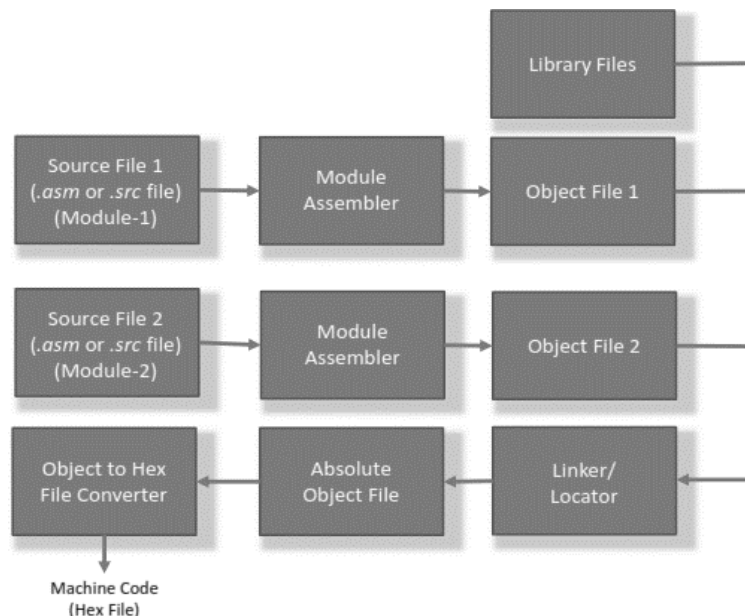 Library Files
Source File 1
(.asm or .src file)
(Module-1)
Module
Assembler
Object File 1
Source File 2
(.asm or .src file)
(Module-2)
Module
Assembler
Object File 2
Object to Hex
File Converter
Absolute
Object File
Linker/
Locator
Machine Code
(Hex File)